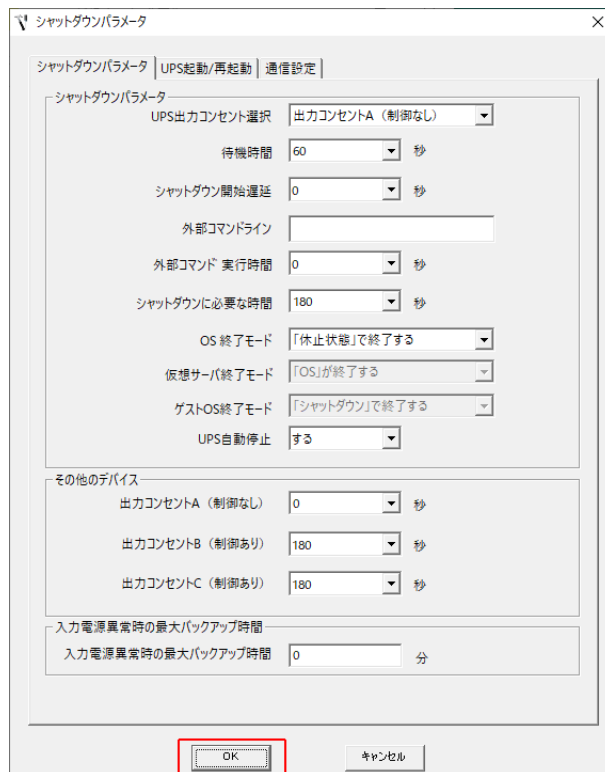 シャットダウンパラメータ
シャットダウンパラメータ UPS起動/再起動 通信設定
シャットダウンパラメータ
UPS出力コンセント選択 出力コンセントA（制御なし）
待機時間 60 秒
シャットダウン開始遅延 0 秒
外部コマンドライン
外部コマンド 実行時間 0 秒
シャットダウンに必要な時間 180 秒
OS 終了モード 「休止状態」で終了する
仮想サーバ終了モード 「OS」が終了する
ゲストOS終了モード 「シャットダウン」で終了する
UPS自動停止 する
その他のデバイス
出力コンセントA（制御なし） 0 秒
出力コンセントB（制御あり） 180 秒
出力コンセントC（制御あり） 180 秒
入力電源異常時の最大バックアップ時間
入力電源異常時の最大バックアップ時間 0 分
OK キャンセル